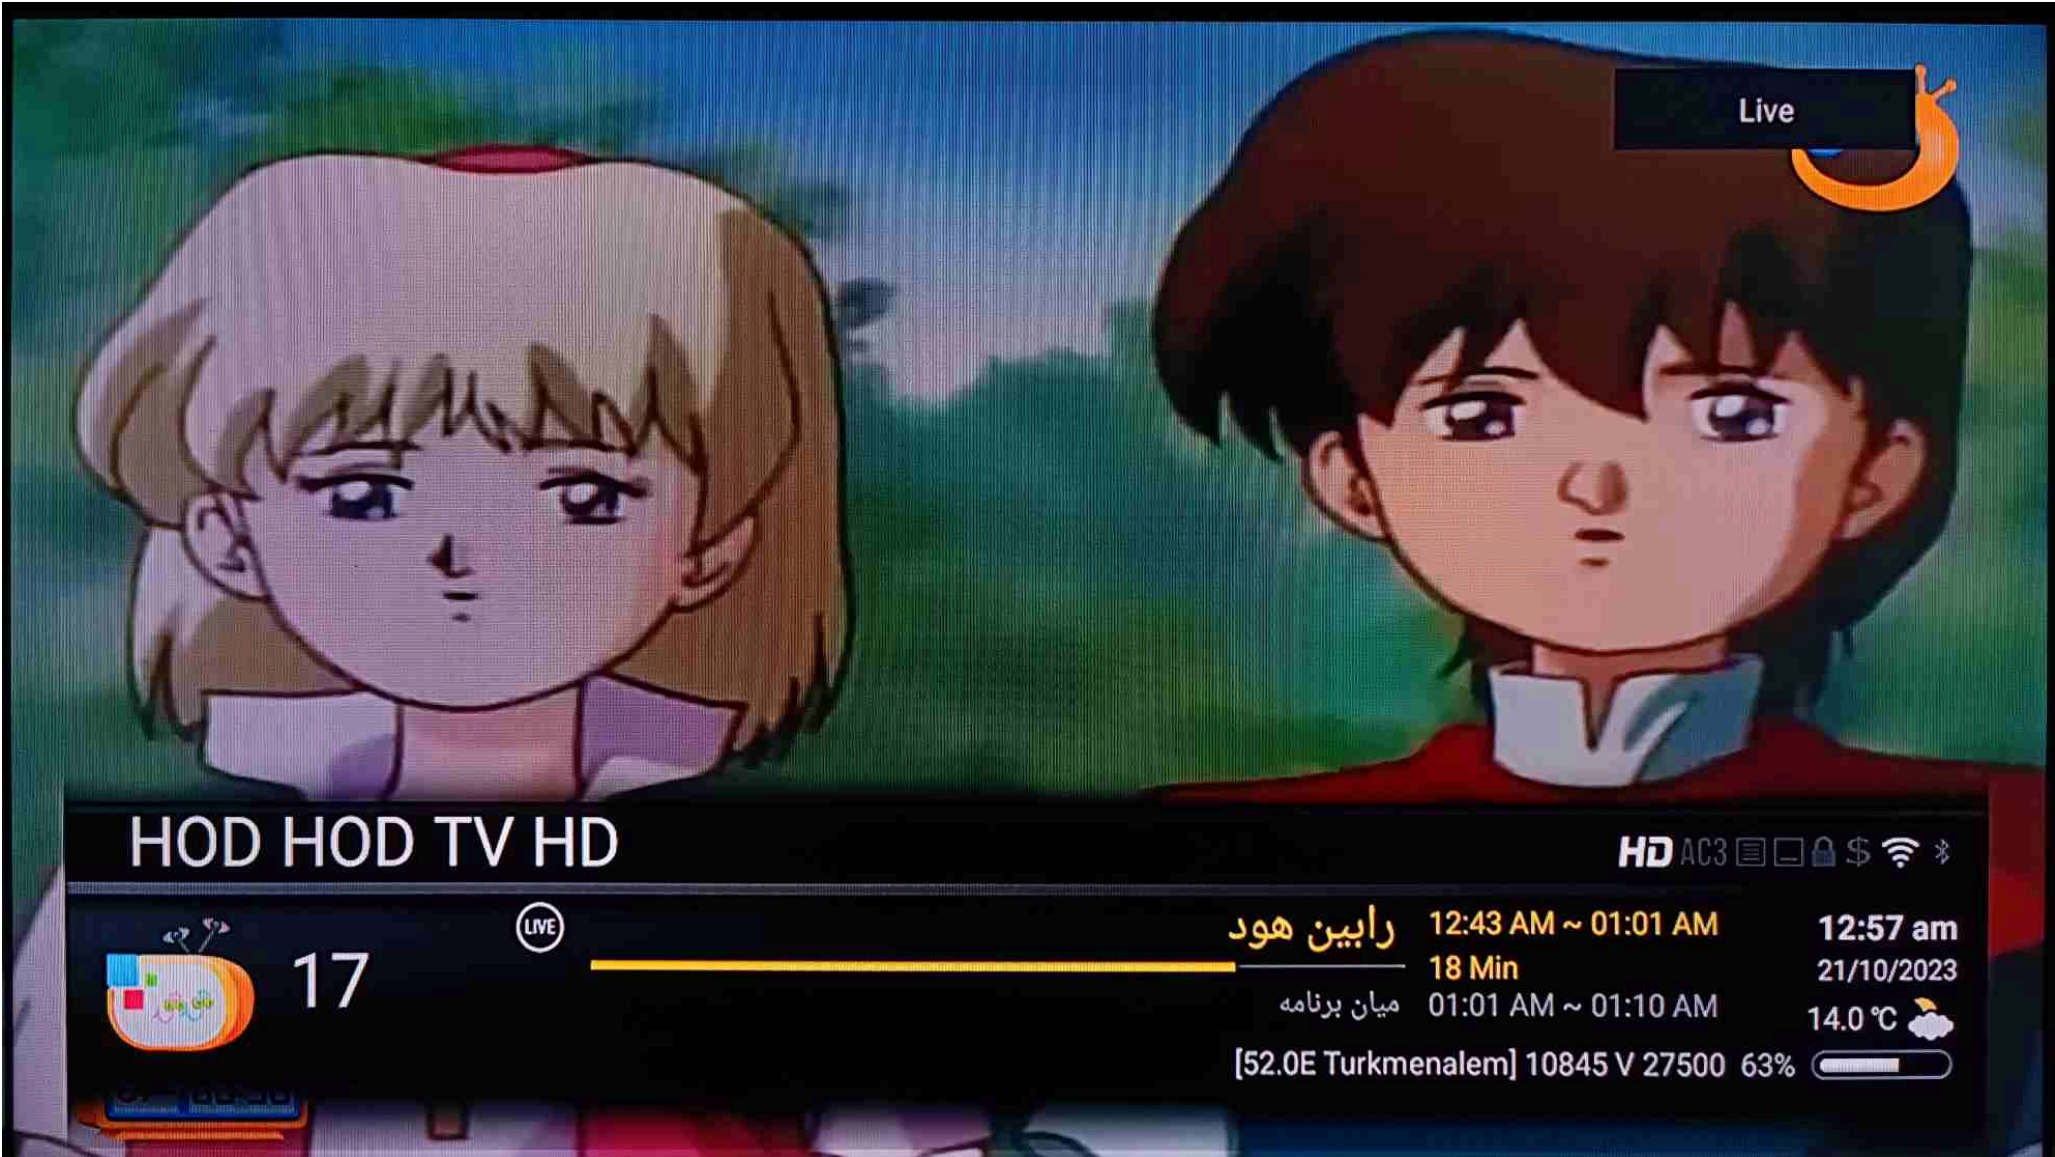 Live
HOD HOD TV HD
HD AC3 $
LIVE
17
رابین هود 12:43 AM ~ 01:01 AM
18 Min
میان برنامه 01:01 AM ~ 01:10 AM
12:57 am
21/10/2023
14.0 °C
[52.0E Turkmenalem] 10845 V 27500 63%